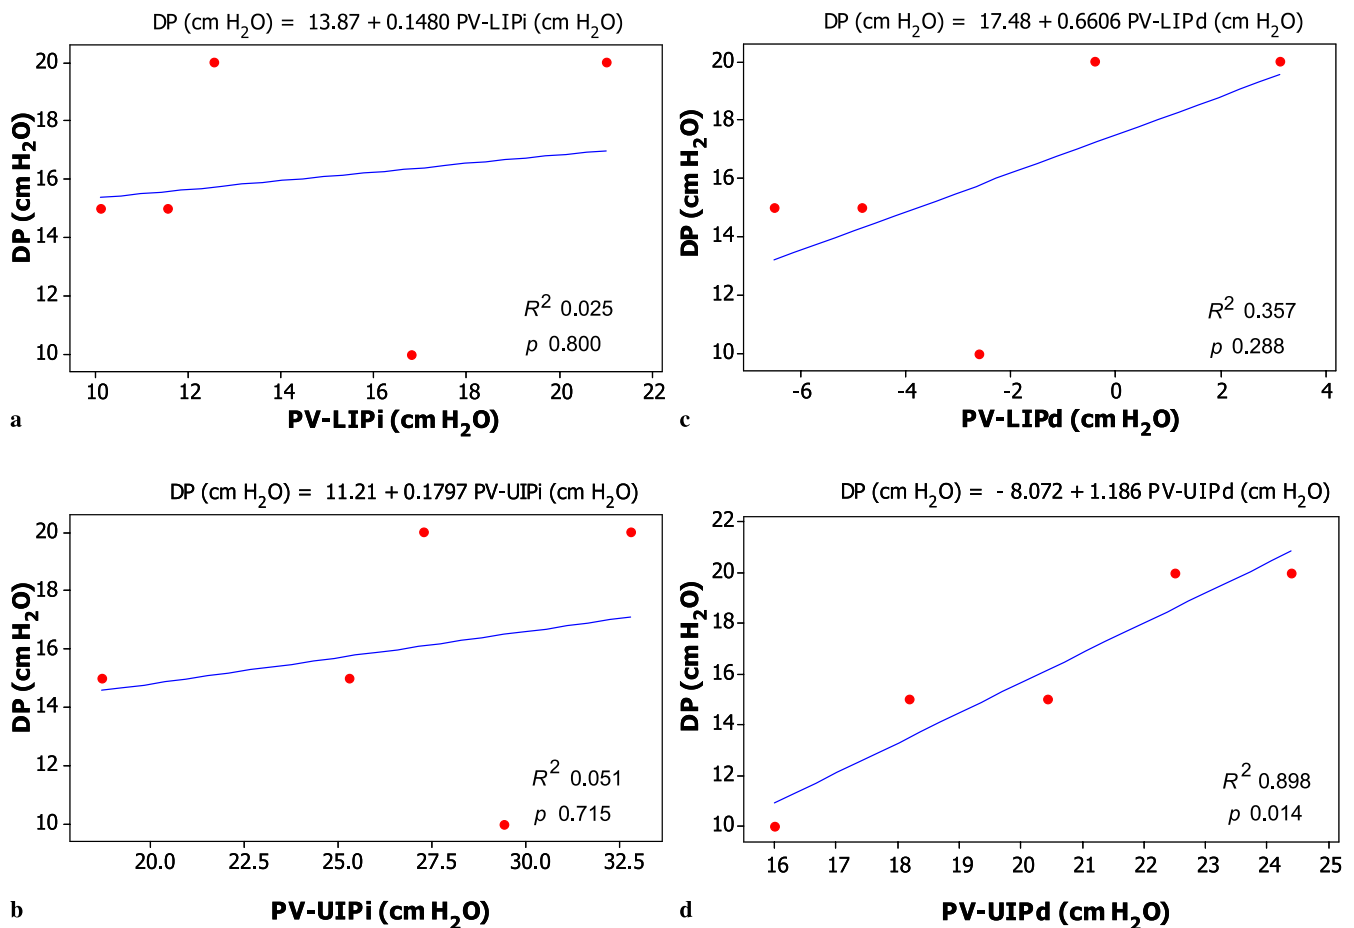 DP (cm H₂O) = 13.87 + 0.1480 PV-LIPi (cm H₂O)
20
18
16
14
12
10
DP (cm H₂O)
R² 0.025
p 0.800
10 12 14 16 18 20 22
PV-LIPi (cm H₂O)
a
DP (cm H₂O) = 17.48 + 0.6606 PV-LIPd (cm H₂O)
20
18
16
14
12
10
DP (cm H₂O)
R² 0.357
p 0.288
-6 -4 -2 0 2 4
PV-LIPd (cm H₂O)
c
DP (cm H₂O) = 11.21 + 0.1797 PV-UIPi (cm H₂O)
20
18
16
14
12
10
DP (cm H₂O)
R² 0.051
p 0.715
20.0 22.5 25.0 27.5 30.0 32.5
PV-UIPi (cm H₂O)
b
DP (cm H₂O) = - 8.072 + 1.186 PV-UIPd (cm H₂O)
22
20
18
16
14
12
10
DP (cm H₂O)
R² 0.898
p 0.014
16 17 18 19 20 21 22 23 24 25
PV-UIPd (cm H₂O)
d